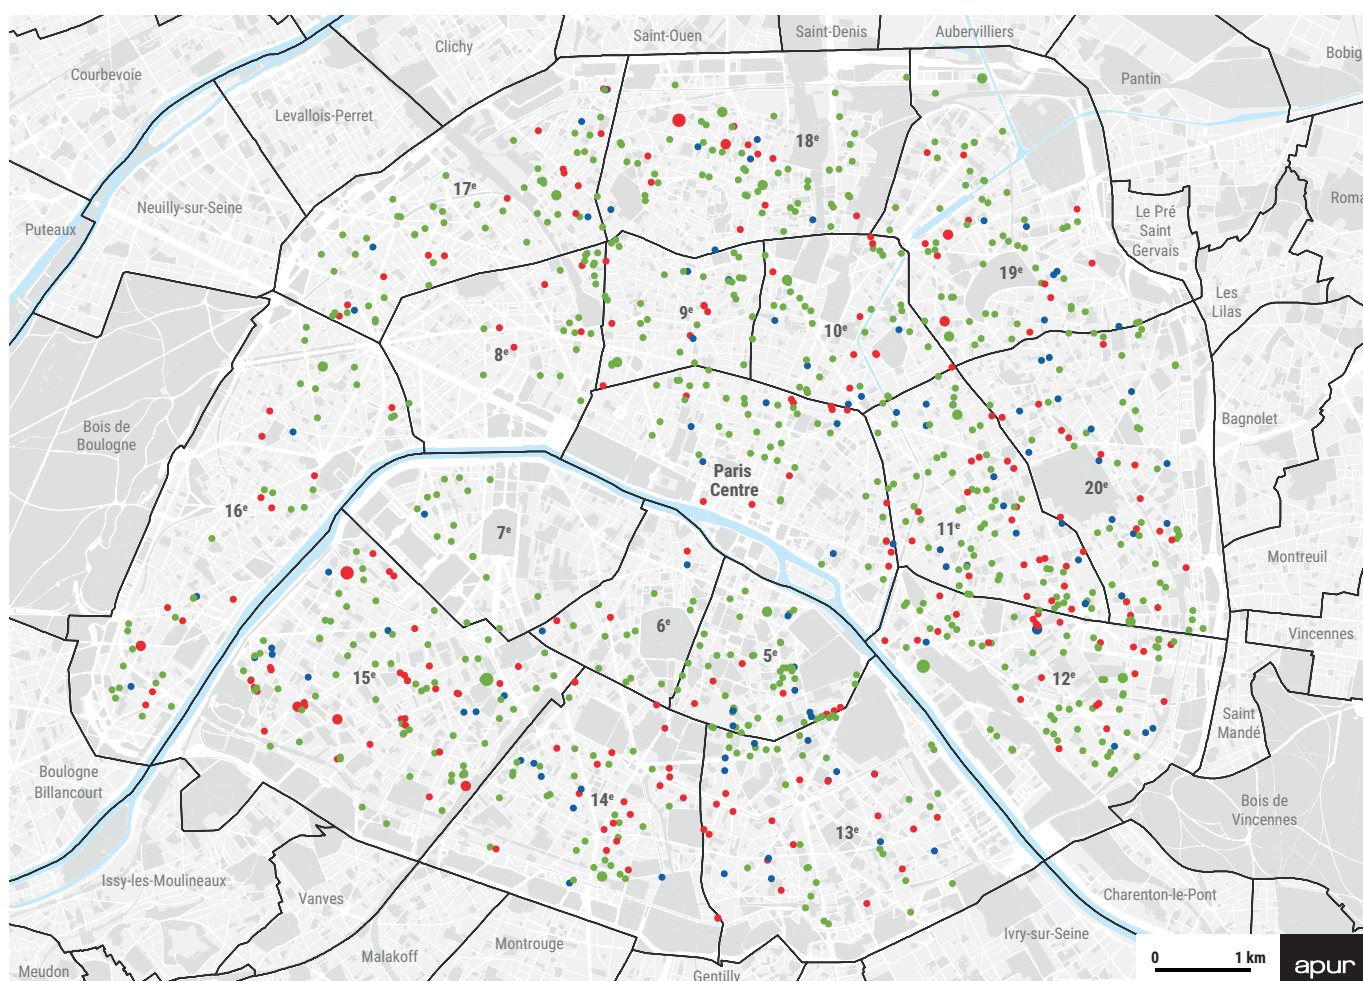 Saint-Ouen
Saint-Denis
Aubervilliers
Clichy
Bobig
Courbevoie
Pantin
Levallois-Perret
18e
17e
Neuilly-sur-Seine
Roma
Puteaux
Le Pré
Saint
Gervais
19e
Les
Lilas
9e
10e
8e
Bois de
Boulogne
Bagnolet
Paris
Centre
20e
16e
7e
11e
Montreuil
6e
Vincennes
5e
15e
12e
Saint
Mandé
Boulogne
Billancourt
14e
Bois de
Vincennes
13e
Issy-les-Moulineaux
Vanves
Charenton-le-Pont
Ivry-sur-Seine
Montrouge
Malakoff
Meudon
Gentilly
0 1 km
apur